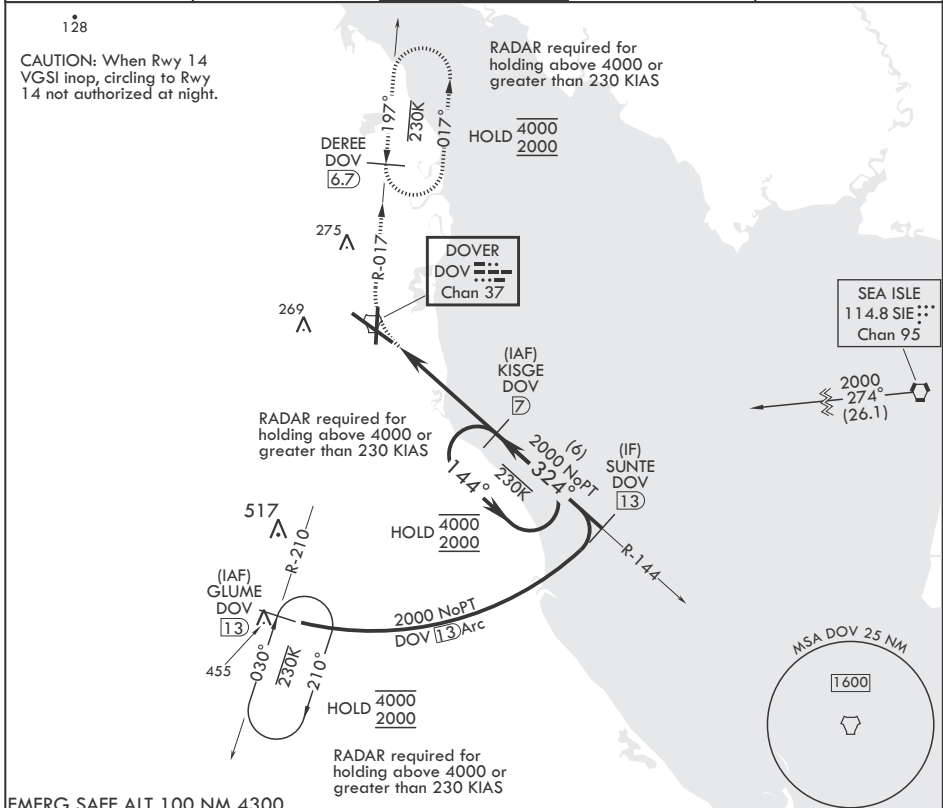 128
CAUTION: When Rwy 14
VGSI inop, circling to Rwy
14 not authorized at night.
RADAR required for
holding above 4000 or
greater than 230 KIAS
197°
230K
017°
HOLD 4000
2000
DEREE
DOV
6.7
275
R-017
DOVER
DOV
Chan 37
269
SEA ISLE
114.8 SIE
Chan 95
2000
274°
(26.1)
(IAF)
KISGE
DOV
7
RADAR required for
holding above 4000 or
greater than 230 KIAS
(6)
2000 NoPT
324°
230K
144°
(IF)
SUNTE
DOV
13
HOLD 4000
2000
R-144
517
R-210
(IAF)
GLUME
DOV
13
455
2000 NoPT
DOV 13 Arc
030°
230K
210°
HOLD 4000
2000
RADAR required for
holding above 4000 or
greater than 230 KIAS
MSA DOV 25 NM
1600
EMERG SAFE ALT 100 NM 4300